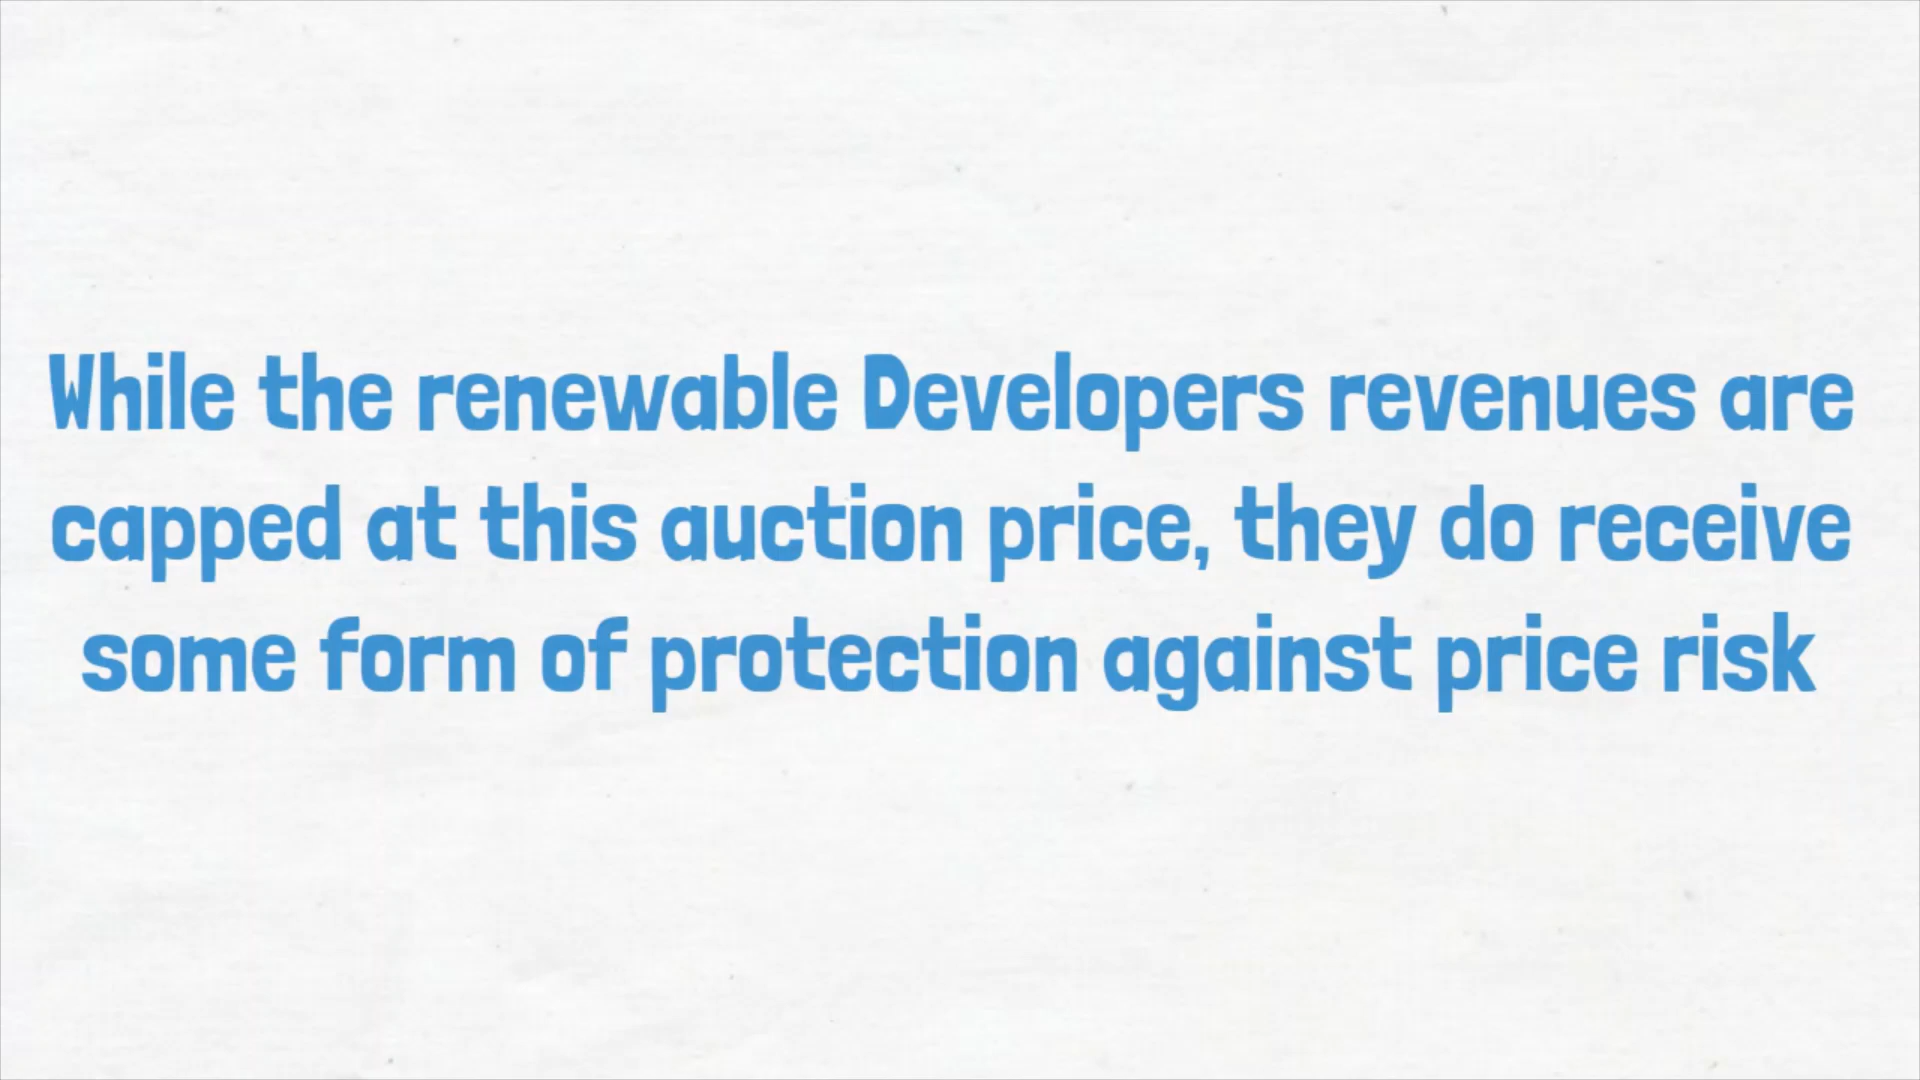 While the renewable Developers revenues are
capped at this auction price, they do receive
some form of protection against price risk